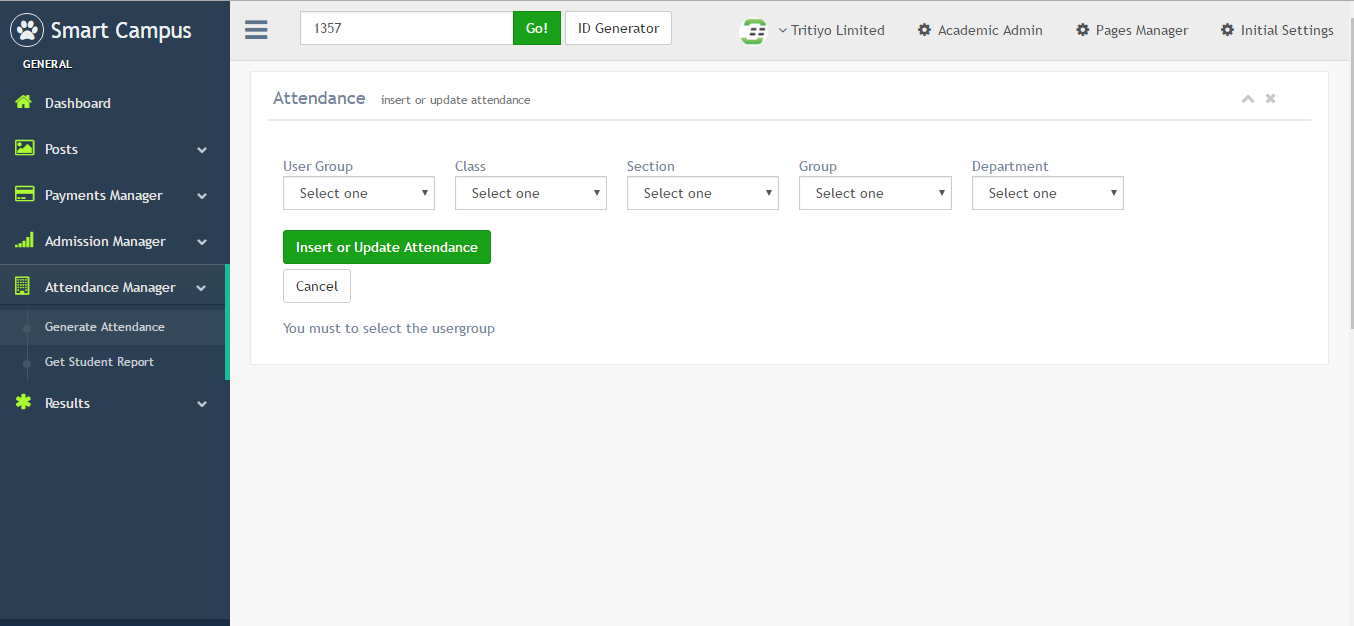 Smart Campus
GENERAL
Dashboard
Posts
Payments Manager
Admission Manager
Attendance Manager
Generate Attendance
Get Student Report
Results
1357 Go! ID Generator Tritiyo Limited Academic Admin Pages Manager Initial Settings
Attendance insert or update attendance
User Group Class Section Group Department
Select one Select one Select one Select one Select one
Insert or Update Attendance
Cancel
You must to select the usergroup